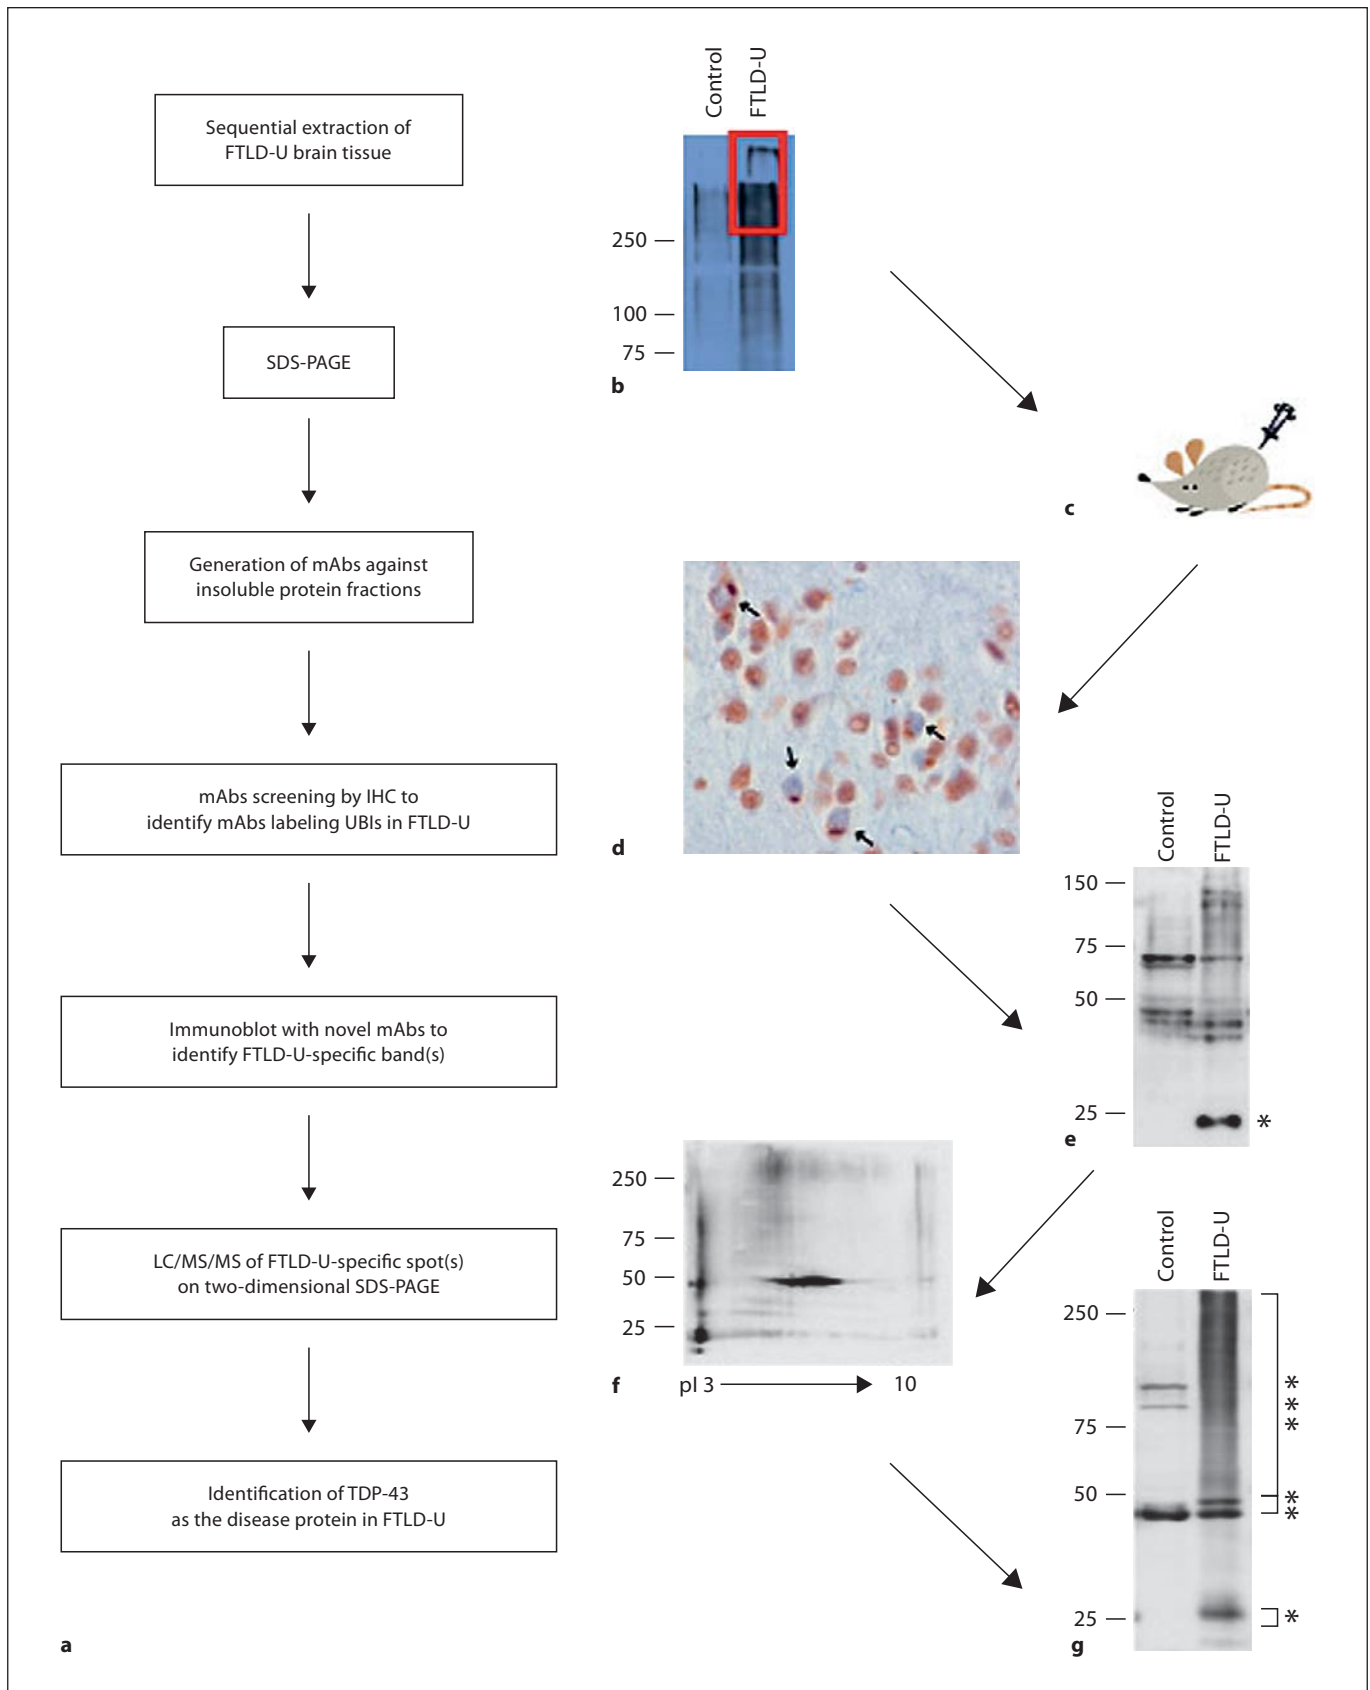 Sequential extraction of
FTLD-U brain tissue
SDS-PAGE
Generation of mAbs against
insoluble protein fractions
mAbs screening by IHC to
identify mAbs labeling UBIs in FTLD-U
Immunoblot with novel mAbs to
identify FTLD-U-specific band(s)
LC/MS/MS of FTLD-U-specific spot(s)
on two-dimensional SDS-PAGE
Identification of TDP-43
as the disease protein in FTLD-U
a
Control
FTLD-U
250
100
75
b
c
d
Control
FTLD-U
150
75
50
25
*
e
250
75
50
25
f
pI 3
10
Control
FTLD-U
250
75
50
25
*
*
*
*
*
*
g